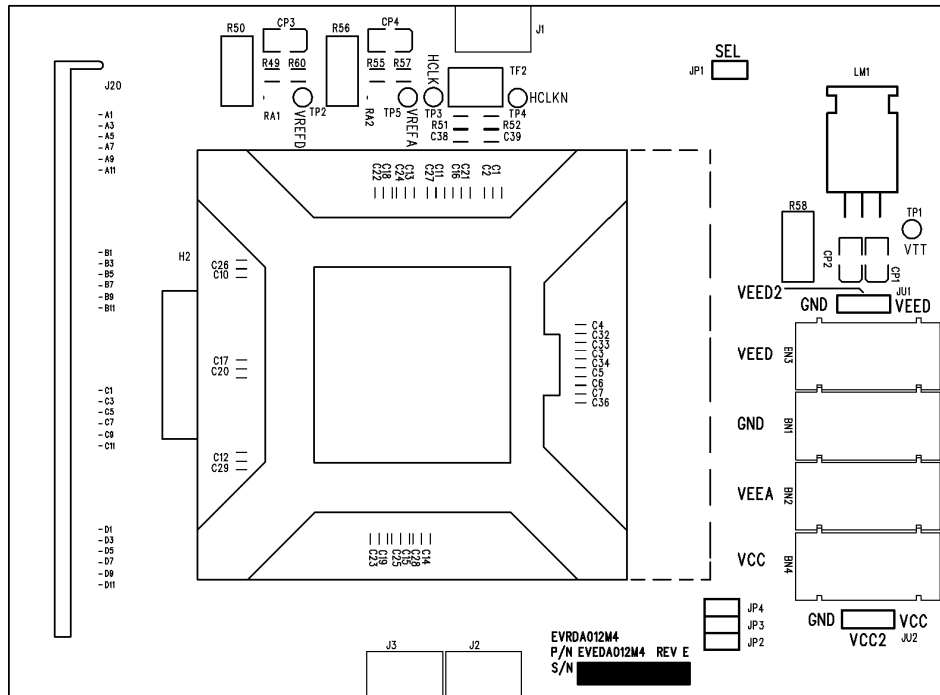 R50
CP3
R56
CP4
J1
R49 R60
R55 R57
HCLK
TF2
HCLKN
SEL
JP1
LM1
J20
RA1
VREFD
TP2
RA2
TP5
VREFA
TP3
TP4
R51
C38
R52
C39
A1
A3
A5
A7
A9
A11
C22
C18
C24
C13
C27
C11
C16
C21
C2
C1
R58
TP1
VTT
CP2
CP1
H2
C26
C10
B1
B3
B5
B7
B9
B11
VEED2
JU1
GND
VEED
C4
C32
C33
C3
C34
C5
C6
C7
C36
C17
C20
VEED
BN3
C1
C3
C5
C7
C9
C11
GND
BN1
C12
C29
VEEA
BN2
D1
D3
D5
D7
D9
D11
C23
C19
C25
C15
C28
C14
VCC
BN4
JP4
JP3
JP2
GND
VCC
VCC2
JU2
J3
J2
EVRDA012M4
P/N EVEDA012M4 REV E
S/N